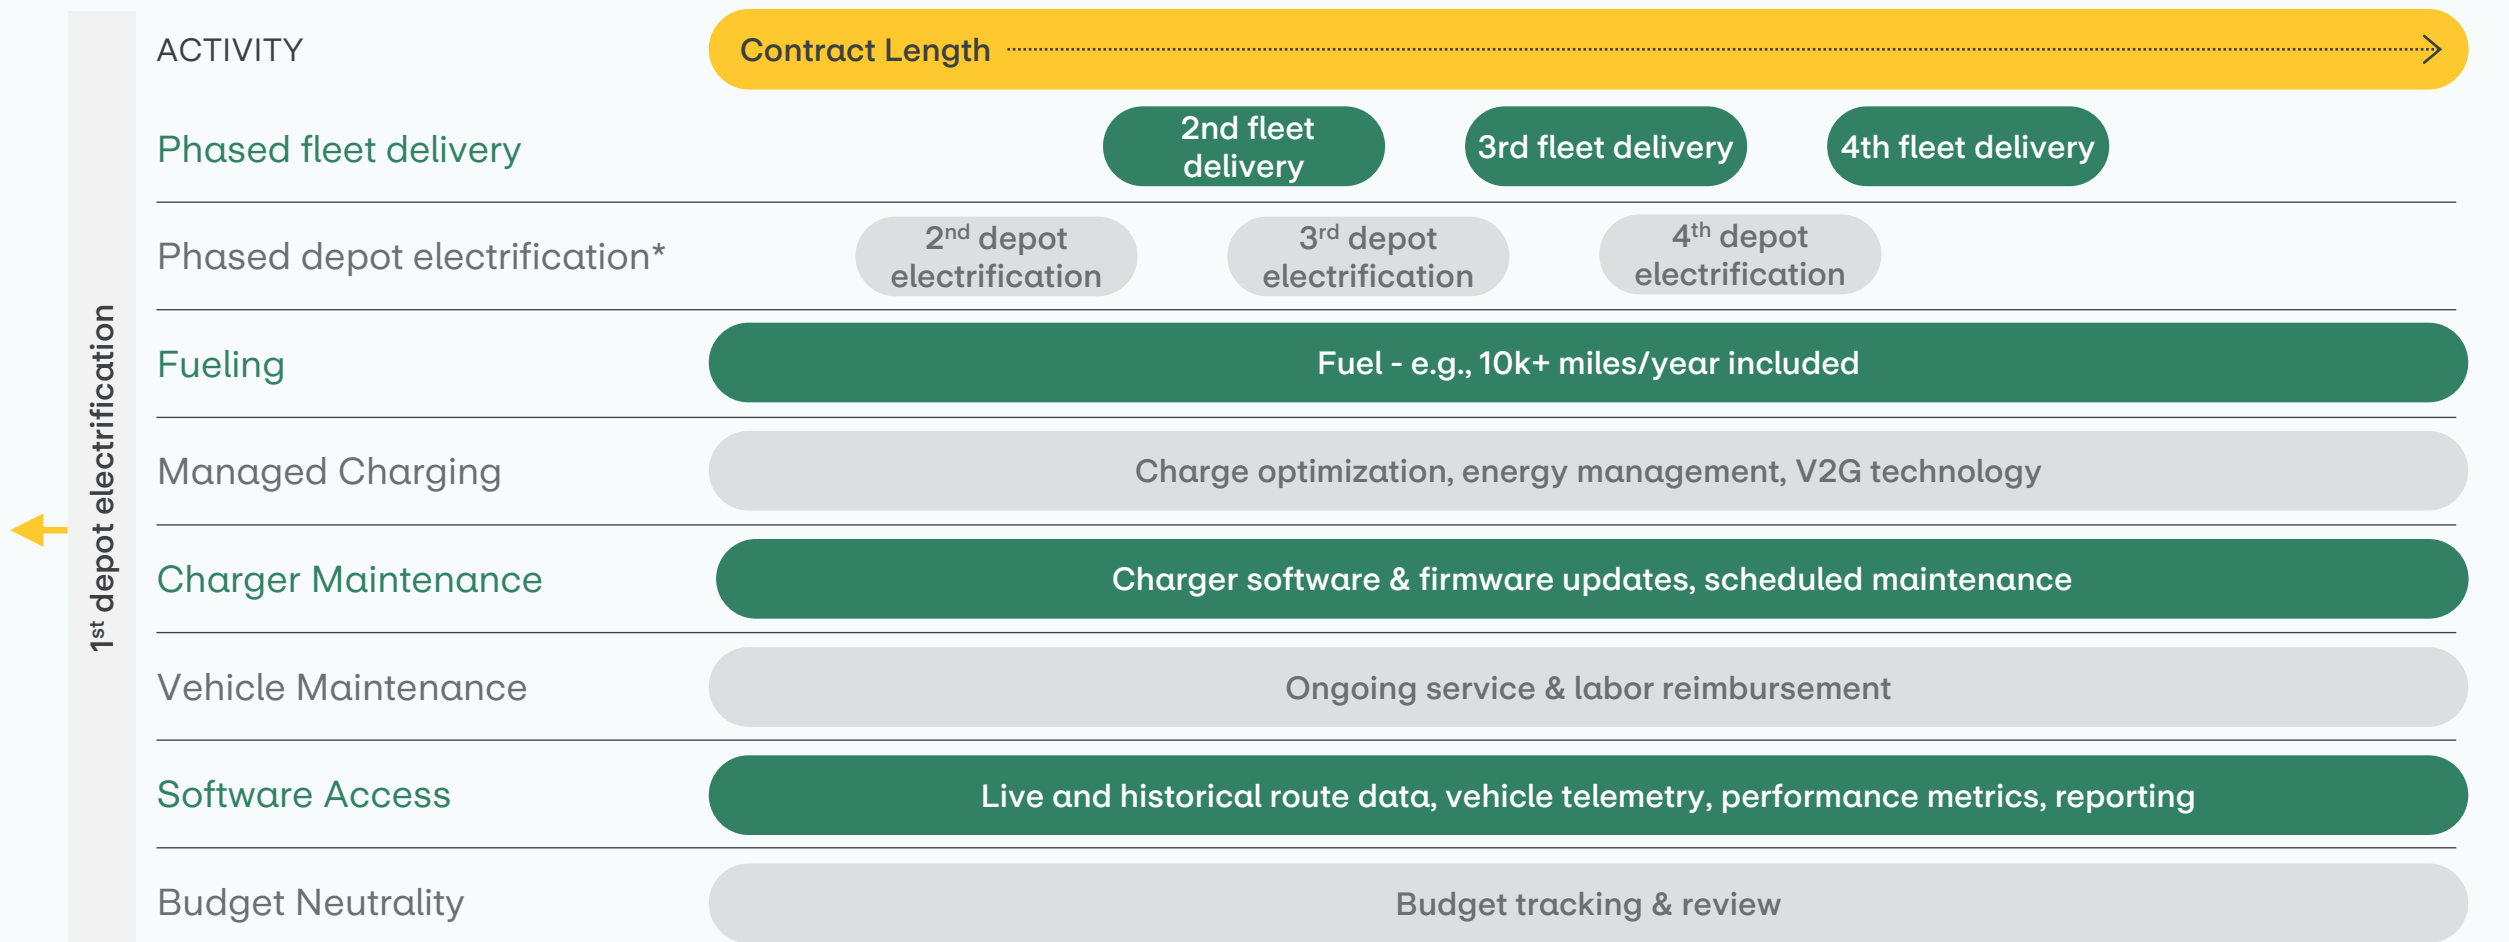 ACTIVITY
Contract Length
Phased fleet delivery
2nd fleet
delivery
3rd fleet delivery
4th fleet delivery
Phased depot electrification*
2nd depot
electrification
3rd depot
electrification
4th depot
electrification
1st depot electrification
Fueling
Fuel - e.g., 10k+ miles/year included
Managed Charging
Charge optimization, energy management, V2G technology
Charger Maintenance
Charger software & firmware updates, scheduled maintenance
Vehicle Maintenance
Ongoing service & labor reimbursement
Software Access
Live and historical route data, vehicle telemetry, performance metrics, reporting
Budget Neutrality
Budget tracking & review